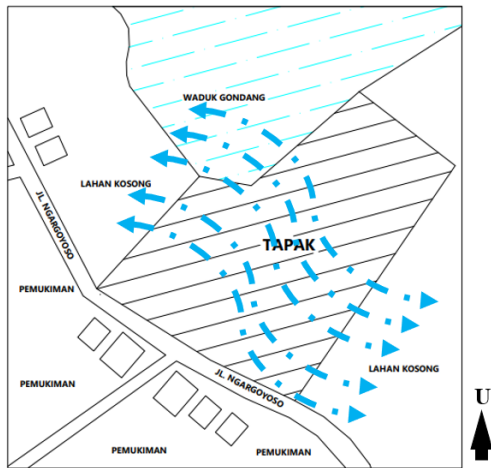 WADUK GONDANG
LAHAN KOSONG
JL. NGARGOYOSO
TAPAK
PEMUKIMAN
LAHAN KOSONG
PEMUKIMAN
JL. NGARGOYOSO
PEMUKIMAN
PEMUKIMAN
U